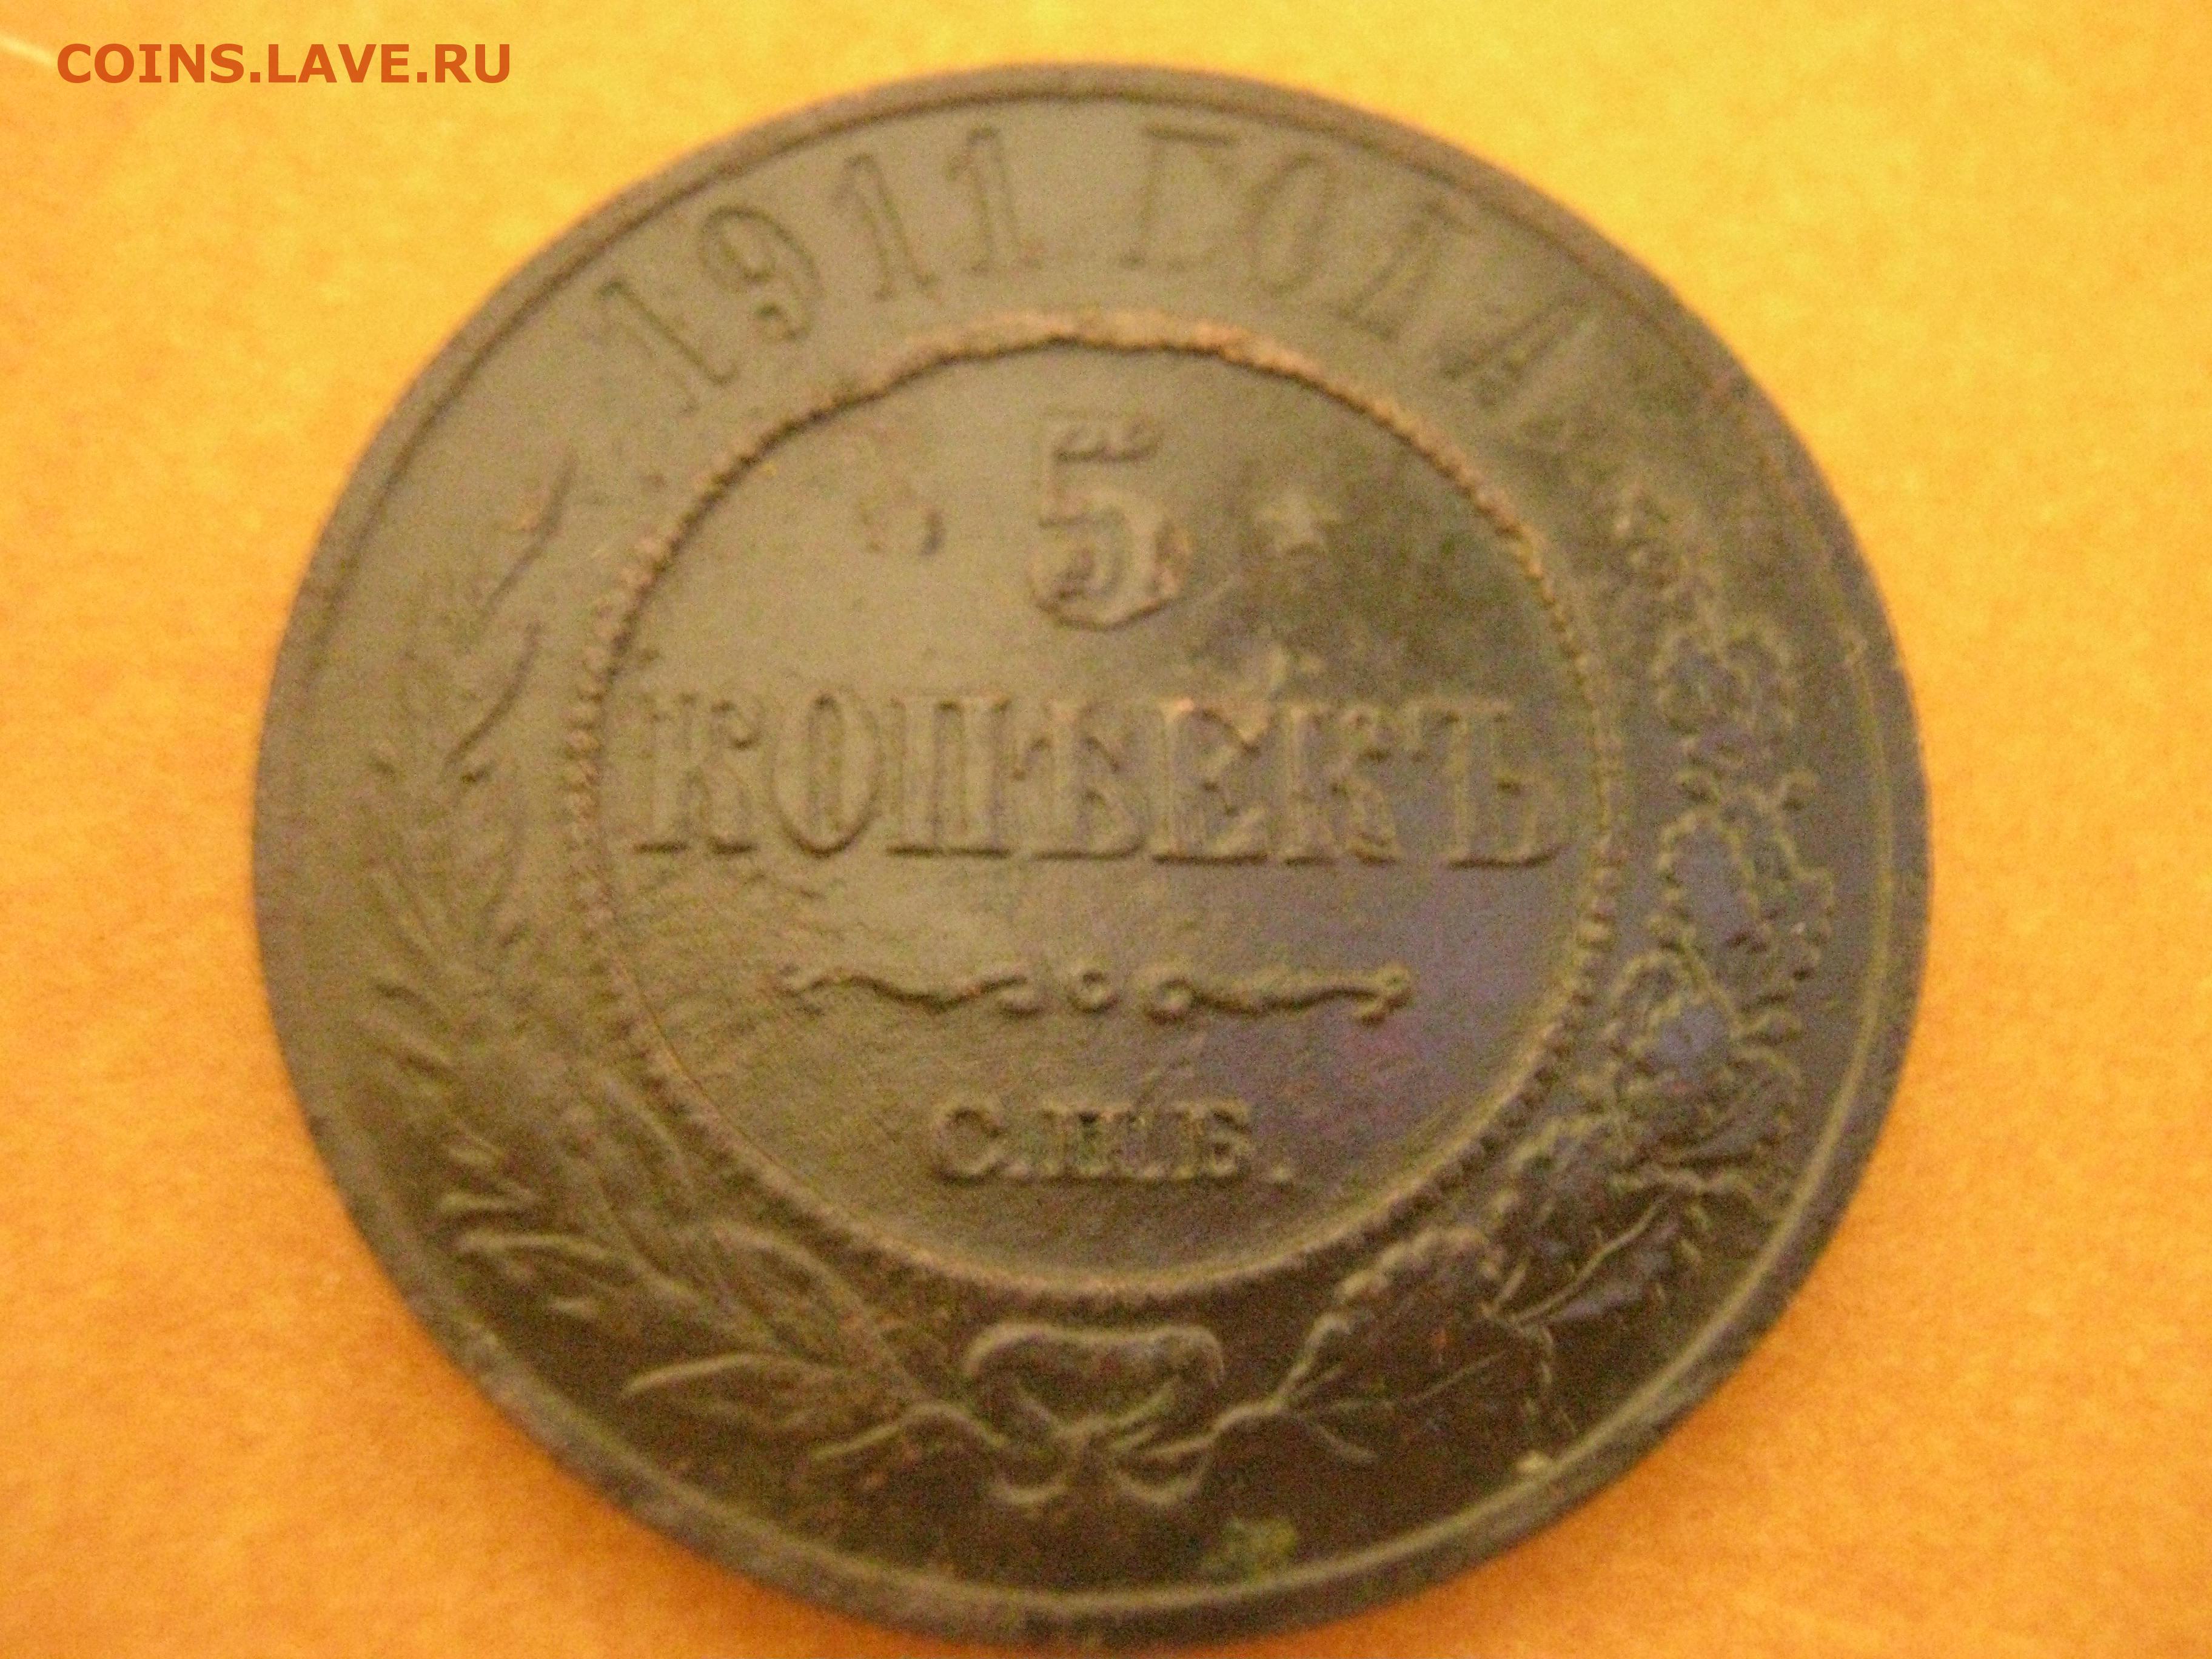 COINS.LAVE.RU
1911 ГОДА
5
КОПѢЕКЪ
С.П.Б.